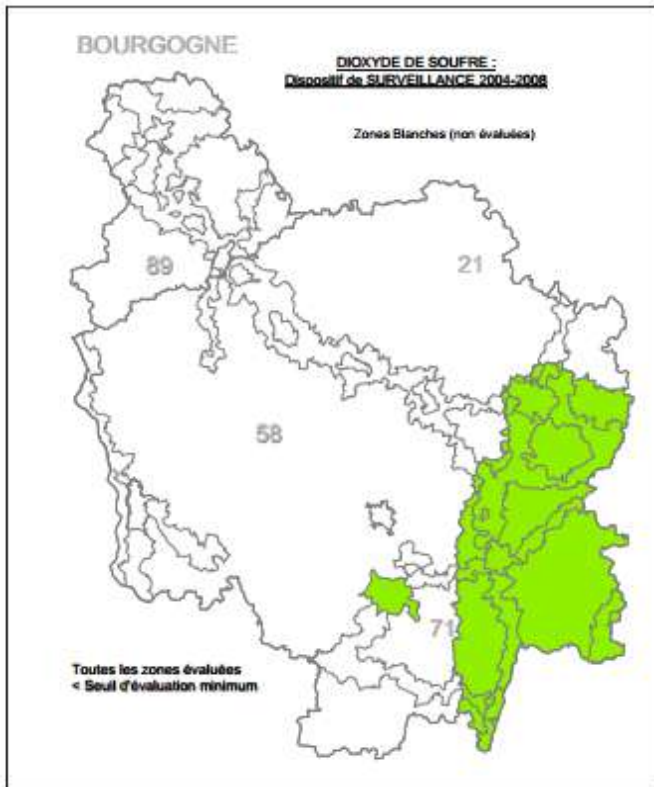 BOURGOGNE
DIOXYDE DE SOUFRE :
Dispositif de SURVEILLANCE 2004-2008
Zones Blanches (non évaluées)
89
21
58
71
Toutes les zones évaluées
< Seuil d'évaluation minimum